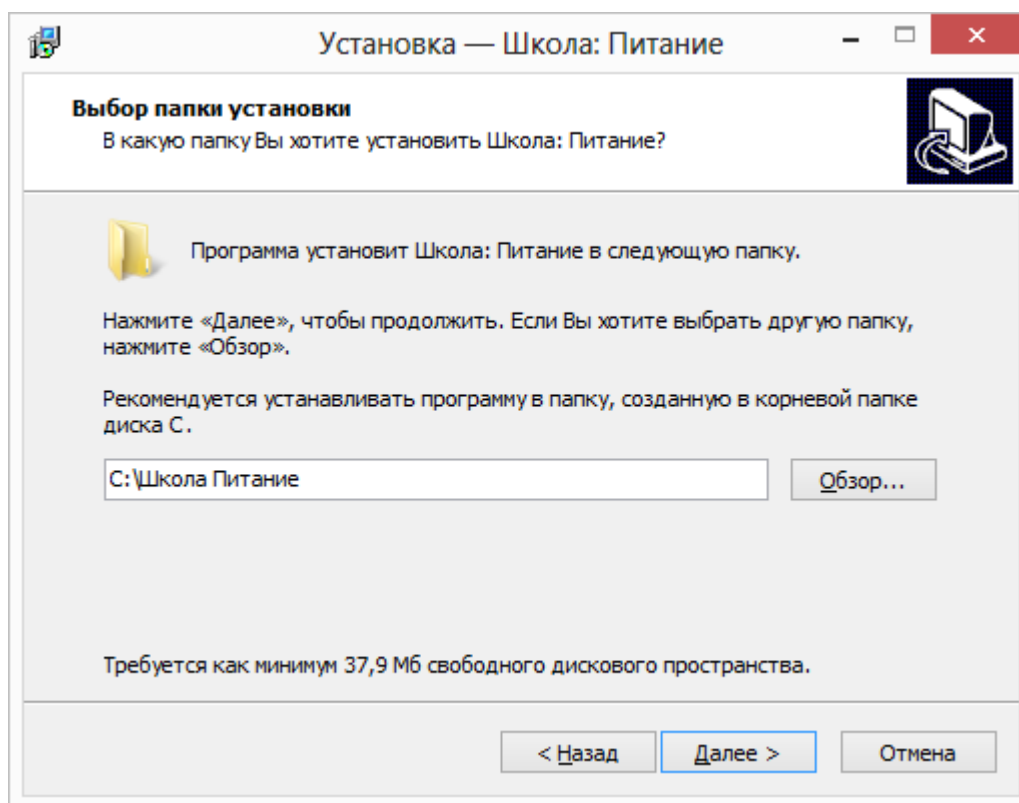 Установка — Школа: Питание
Выбор папки установки
В какую папку Вы хотите установить Школа: Питание?
Программа установит Школа: Питание в следующую папку.
Нажмите «Далее», чтобы продолжить. Если Вы хотите выбрать другую папку,
нажмите «Обзор».
Рекомендуется устанавливать программу в папку, созданную в корневой папке
диска С.
C:\Школа Питание
Обзор...
Требуется как минимум 37,9 Мб свободного дискового пространства.
< Назад
Далее >
Отмена